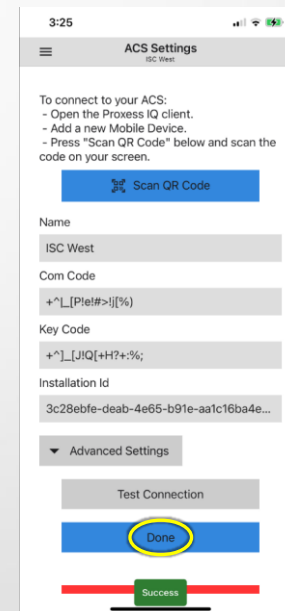 3:25
ACS Settings
ISC West
To connect to your ACS:
- Open the Proxess IQ client.
- Add a new Mobile Device.
- Press "Scan QR Code" below and scan the
code on your screen.
Scan QR Code
Name
ISC West
Com Code
+^|_[P!e!#>!j[%)
Key Code
+^]_[J!Q[+H?+:%;
Installation Id
3c28ebfe-deab-4e65-b91e-aa1c16ba4e...
Advanced Settings
Test Connection
Done
Success